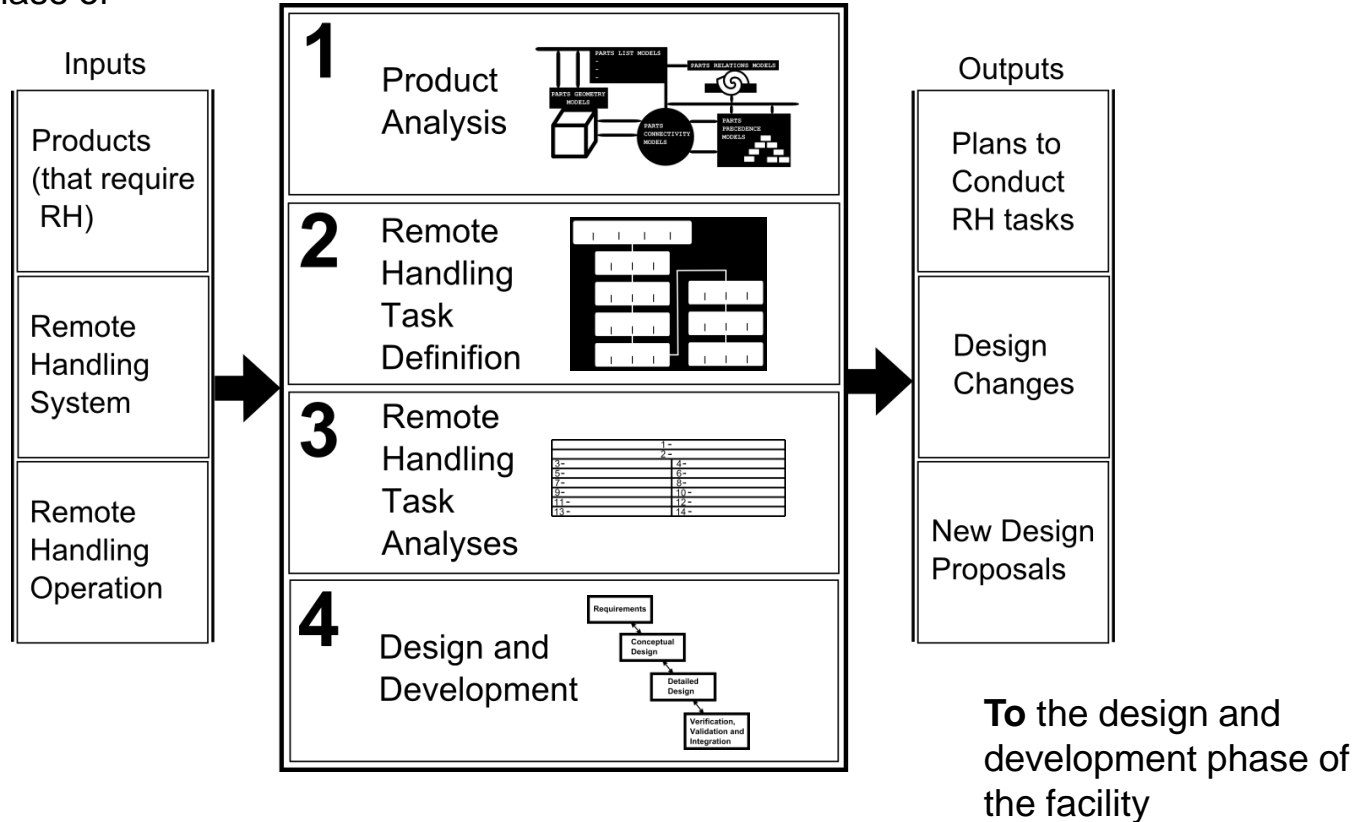 hase of
Inputs
Products
(that require
RH)
Remote
Handling
System
Remote
Handling
Operation
1
Product
Analysis
PARTS LIST MODELS
-
-
-
PARTS RELATIONS MODELS
PARTS GEOMETRY
MODELS
PARTS
CONNECTIVITY
MODELS
PARTS
PRECEDENCE
MODELS
2
Remote
Handling
Task
Definifion
3
Remote
Handling
Task
Analyses
1-
2-
3- 4-
5- 6-
7- 8-
9- 10-
11- 12-
13- 14-
4
Design and
Development
Requirements
Conceptual
Design
Detailed
Design
Verification,
Validation and
Integration
Outputs
Plans to
Conduct
RH tasks
Design
Changes
New Design
Proposals
To the design and
development phase of
the facility